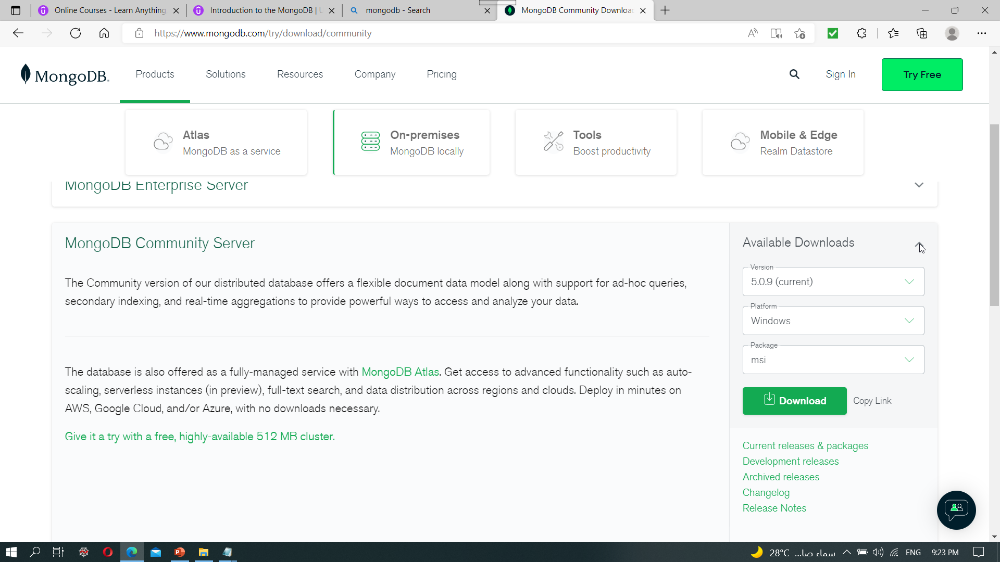 Online Courses - Learn Anything
Introduction to the MongoDB | U
mongodb - Search
MongoDB Community Download
https://www.mongodb.com/try/download/community
MongoDB.
Products
Solutions
Resources
Company
Pricing
Sign In
Try Free
Atlas
MongoDB as a service
On-premises
MongoDB locally
Tools
Boost productivity
Mobile & Edge
Realm Datastore
MongoDB Enterprise Server
MongoDB Community Server
The Community version of our distributed database offers a flexible document data model along with support for ad-hoc queries,
secondary indexing, and real-time aggregations to provide powerful ways to access and analyze your data.
The database is also offered as a fully-managed service with MongoDB Atlas. Get access to advanced functionality such as auto-
scaling, serverless instances (in preview), full-text search, and data distribution across regions and clouds. Deploy in minutes on
AWS, Google Cloud, and/or Azure, with no downloads necessary.
Give it a try with a free, highly-available 512 MB cluster.
Available Downloads
Version
5.0.9 (current)
Platform
Windows
Package
msi
Download
Copy Link
Current releases & packages
Development releases
Archived releases
Changelog
Release Notes
28°C
سماء صا...
ENG
9:23 PM